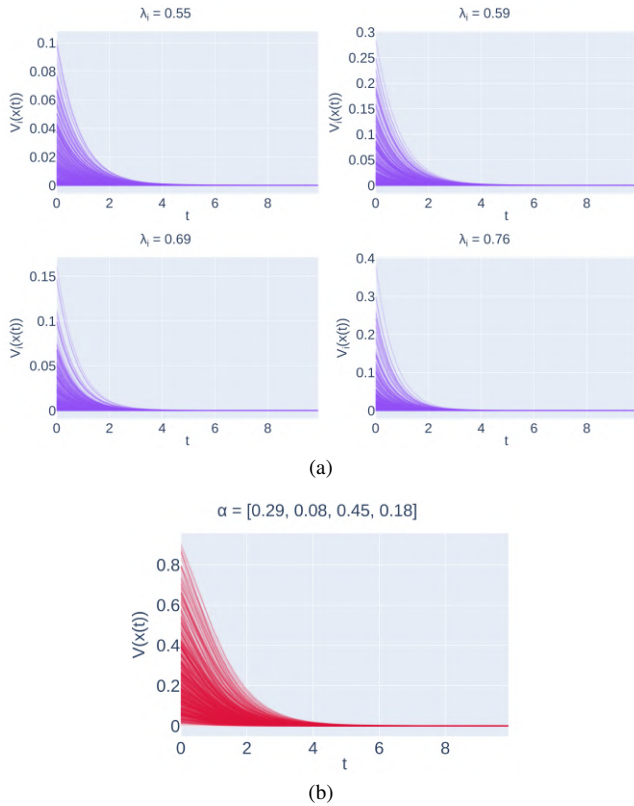 λᵢ = 0.55
λᵢ = 0.59
0.1
0.08
0.06
0.04
0.02
0
Vᵢ(x(t))
0 2 4 6 8
t
0.3
0.25
0.2
0.15
0.1
0.05
0
Vᵢ(x(t))
0 2 4 6 8
t
λᵢ = 0.69
λᵢ = 0.76
0.15
0.1
0.05
0
Vᵢ(x(t))
0 2 4 6 8
t
0.4
0.3
0.2
0.1
0
Vᵢ(x(t))
0 2 4 6 8
t
(a)
α = [0.29, 0.08, 0.45, 0.18]
0.8
0.6
0.4
0.2
0
V(x(t))
0 2 4 6 8
t
(b)